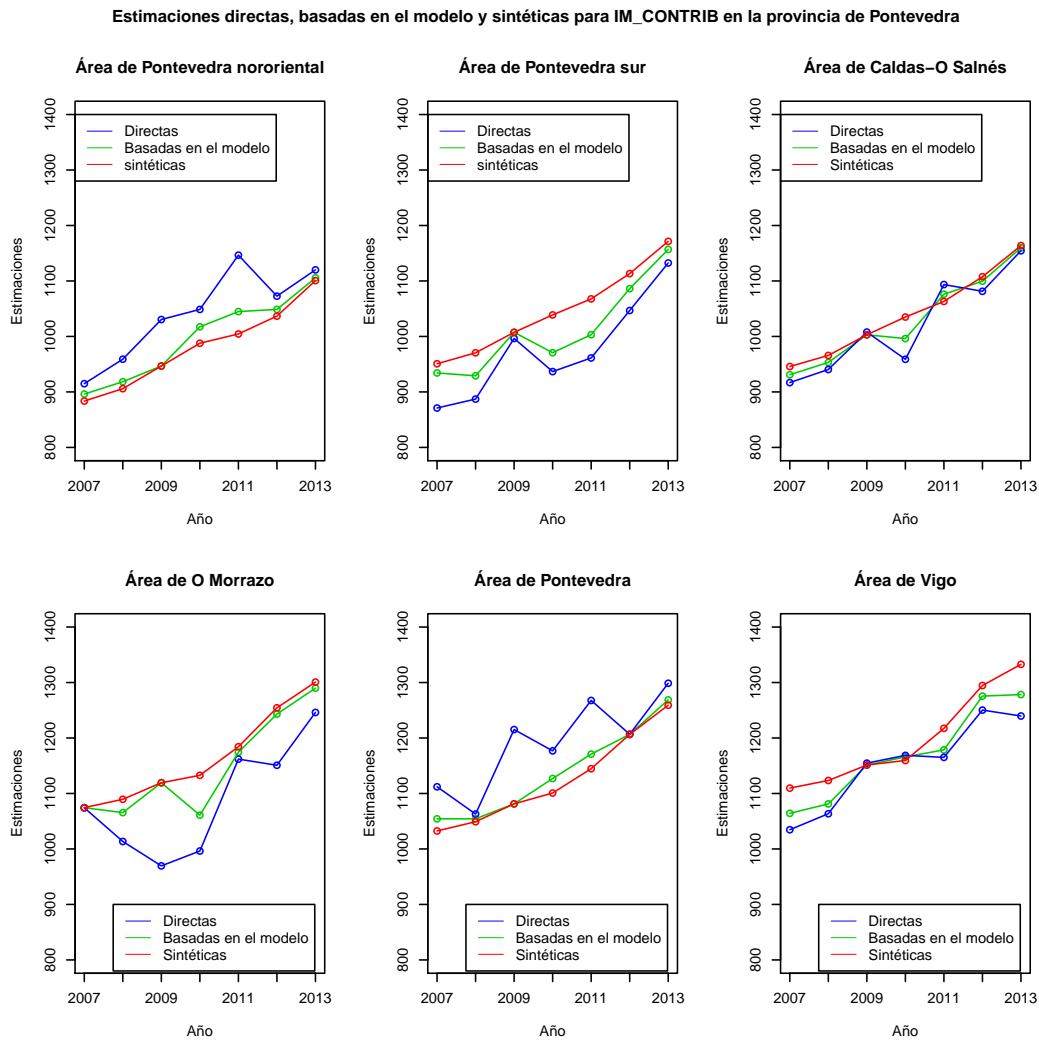 Estimaciones directas, basadas en el modelo y sintéticas para IM_CONTRIB en la provincia de Pontevedra
Área de Pontevedra nororiental
Estimaciones
1400
1300
1200
1100
1000
900
800
Directas
Basadas en el modelo
sintéticas
2007 2009 2011 2013
Año
Área de Pontevedra sur
Estimaciones
1400
1300
1200
1100
1000
900
800
Directas
Basadas en el modelo
sintéticas
2007 2009 2011 2013
Año
Área de Caldas−O Salnés
Estimaciones
1400
1300
1200
1100
1000
900
800
Directas
Basadas en el modelo
Sintéticas
2007 2009 2011 2013
Año
Área de O Morrazo
Estimaciones
1400
1300
1200
1100
1000
900
800
Directas
Basadas en el modelo
Sintéticas
2007 2009 2011 2013
Año
Área de Pontevedra
Estimaciones
1400
1300
1200
1100
1000
900
800
Directas
Basadas en el modelo
Sintéticas
2007 2009 2011 2013
Año
Área de Vigo
Estimaciones
1400
1300
1200
1100
1000
900
800
Directas
Basadas en el modelo
Sintéticas
2007 2009 2011 2013
Año